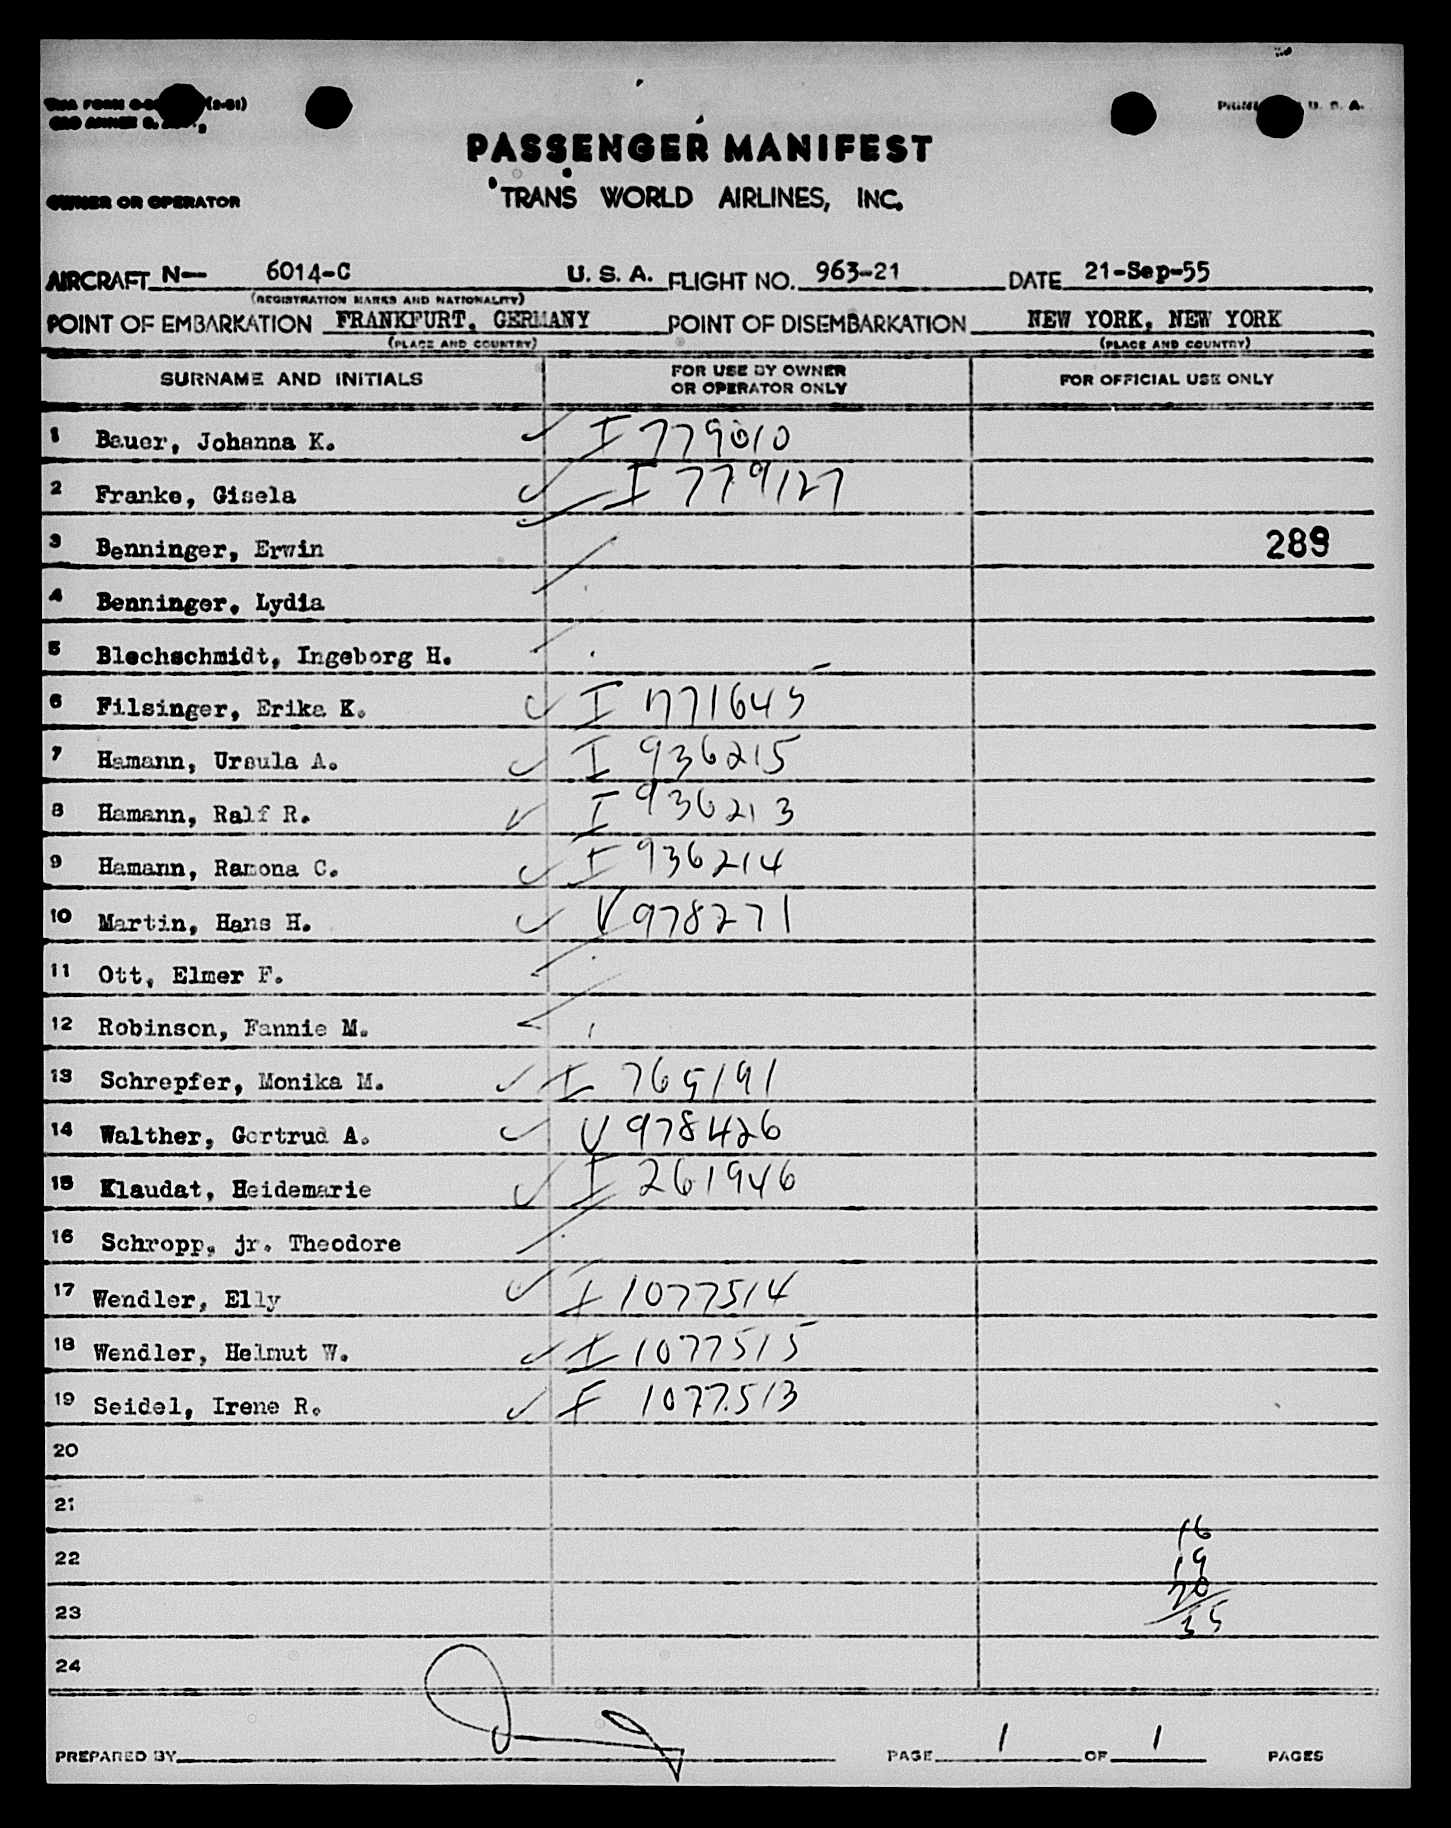 TWA FORM (2-51)
PRINTED U. S. A.
PASSENGER MANIFEST
OWNER OR OPERATOR
TRANS WORLD AIRLINES, INC.
AIRCRAFT N— 6014-C U. S. A. FLIGHT NO. 963-21 DATE 21-Sep-55
(REGISTRATION MARKS AND NATIONALITY)
POINT OF EMBARKATION FRANKFURT, GERMANY POINT OF DISEMBARKATION NEW YORK, NEW YORK
(PLACE AND COUNTRY) (PLACE AND COUNTRY)
SURNAME AND INITIALS FOR USE BY OWNER OR OPERATOR ONLY FOR OFFICIAL USE ONLY
1 Bauer, Johanna K. ✓ I 779010
2 Franke, Gisela ✓ I 779127
3 Benninger, Erwin 289
4 Benninger, Lydia
5 Blechschmidt, Ingeborg H.
6 Filsinger, Erika K. ✓ I 771645
7 Hamann, Ursula A. ✓ I 936215
8 Hamann, Ralf R. ✓ I 936213
9 Hamann, Ramona C. ✓ I 936214
10 Martin, Hans H. ✓ V 978271
11 Ott, Elmer F.
12 Robinson, Fannie M.
13 Schrepfer, Monika M. ✓ I 765191
14 Walther, Gertrud A. ✓ V 978426
15 Klaudat, Heidemarie ✓ I 261946
16 Schropp, jr. Theodore
17 Wendler, Elly ✓ I 1077514
18 Wendler, Helmut W. ✓ I 1077515
19 Seidel, Irene R. ✓ I 1077513
20
21
16
22
19
20
23
35
24
PREPARED BY PAGE 1 OF 1 PAGES